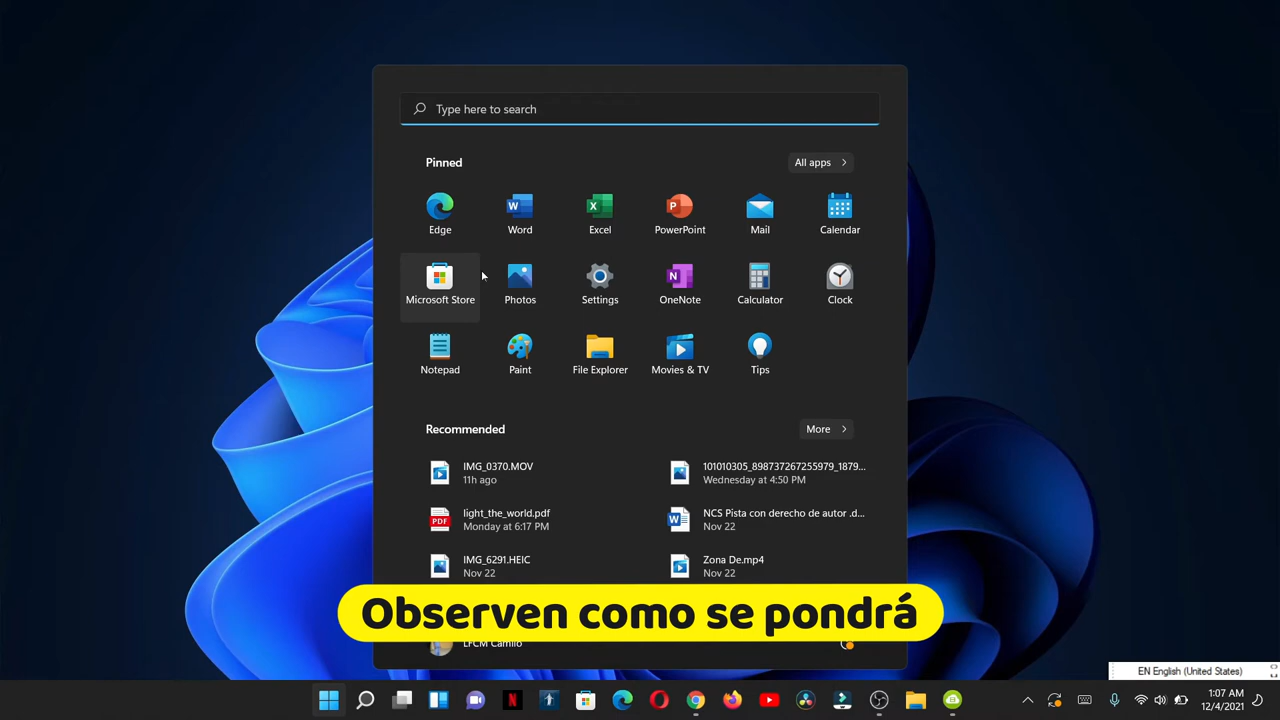 Type here to search
Pinned
All apps
Edge
Word
Excel
PowerPoint
Mail
Calendar
Microsoft Store
Photos
Settings
OneNote
Calculator
Clock
Notepad
Paint
File Explorer
Movies & TV
Tips
Recommended
More
IMG_0370.MOV
11h ago
101010305_898737267255979_1879...
Wednesday at 4:50 PM
PDF
light_the_world.pdf
Monday at 6:17 PM
NCS Pista con derecho de autor .d...
Nov 22
IMG_6291.HEIC
Nov 22
Zona De.mp4
Nov 22
Observen como se pondrá
LFCM Camilo
EN English (United States)
1:07 AM
12/4/2021